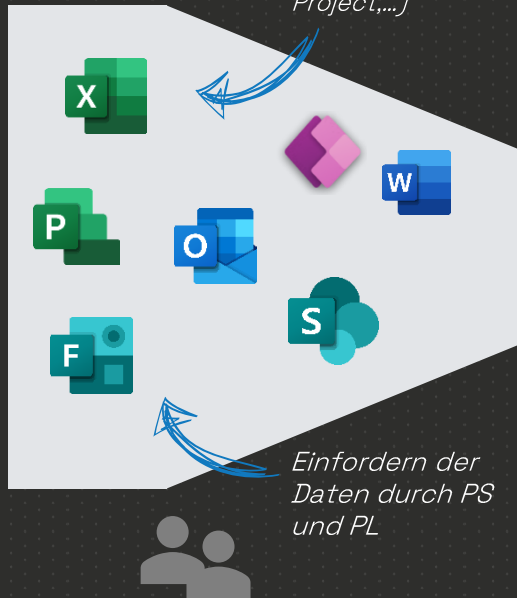 Project,...)
X
W
P
O
S
F
Einfordern der
Daten durch PS
und PL